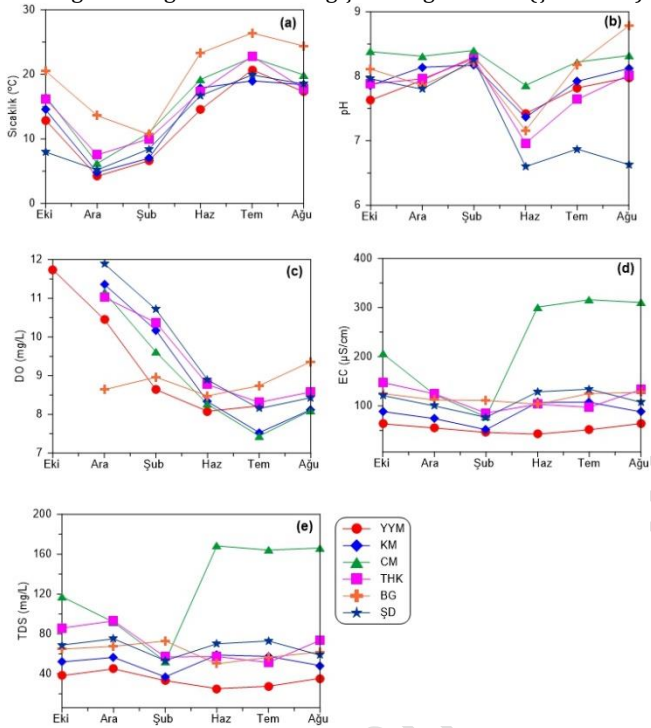 (a)
30
20
10
0
Sıcaklık (ºC)
Eki Ara Şub Haz Tem Ağu
(b)
9
8
7
6
pH
Eki Ara Şub Haz Tem Ağu
(c)
12
11
10
9
8
7
DO (mg/L)
Eki Ara Şub Haz Tem Ağu
(d)
400
300
200
100
EC (µS/cm)
Eki Ara Şub Haz Tem Ağu
(e)
200
160
120
80
40
TDS (mg/L)
Eki Ara Şub Haz Tem Ağu
YYM
KM
CM
THK
BG
ŞD